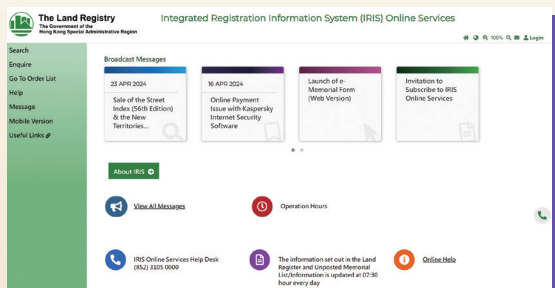 The Land Registry
The Government of the
Hong Kong Special Administrative Region
Integrated Registration Information System (IRIS) Online Services
100%
Login
Search
Enquire
Go To Order List
Help
Message
Mobile Version
Useful Links
Broadcast Messages
23 APR 2024
Sale of the Street
Index (56th Edition)
& the New
Territories...
16 APR 2024
Online Payment
Issue with Kaspersky
Internet Security
Software
Launch of e-
Memorial Form
(Web Version)
Invitation to
Subscribe to IRIS
Online Services
About IRIS
View All Messages
Operation Hours
IRIS Online Services Help Desk
(852) 3105 0000
The information set out in the Land
Register and Unposted Memorial
List/Information is updated at 07:30
hour every day
Online Help